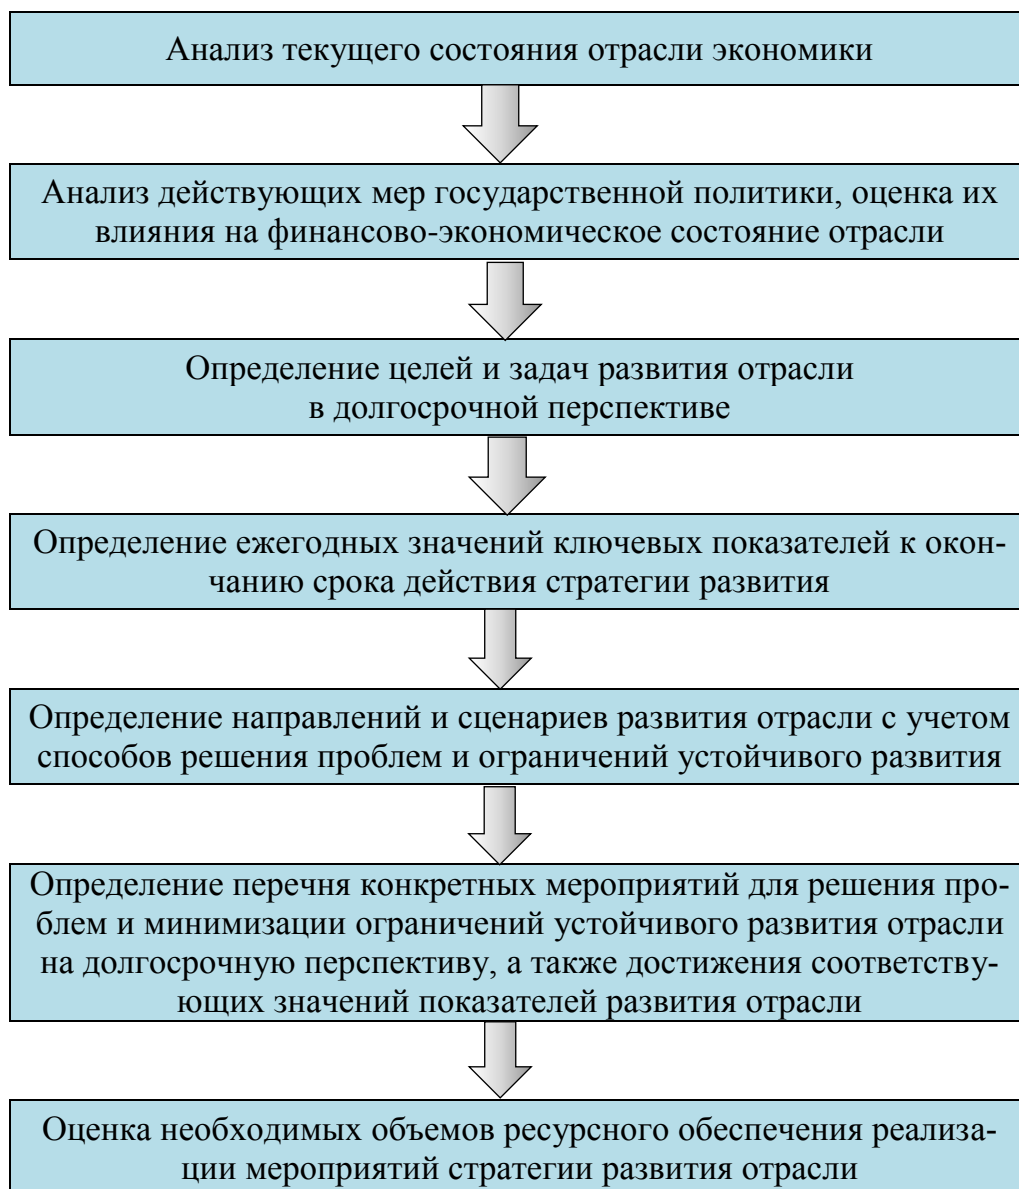 Анализ текущего состояния отрасли экономики
Анализ действующих мер государственной политики, оценка их
влияния на финансово-экономическое состояние отрасли
Определение целей и задач развития отрасли
в долгосрочной перспективе
Определение ежегодных значений ключевых показателей к окон-
чанию срока действия стратегии развития
Определение направлений и сценариев развития отрасли с учетом
способов решения проблем и ограничений устойчивого развития
Определение перечня конкретных мероприятий для решения про-
блем и минимизации ограничений устойчивого развития отрасли
на долгосрочную перспективу, а также достижения соответству-
ющих значений показателей развития отрасли
Оценка необходимых объемов ресурсного обеспечения реализа-
ции мероприятий стратегии развития отрасли